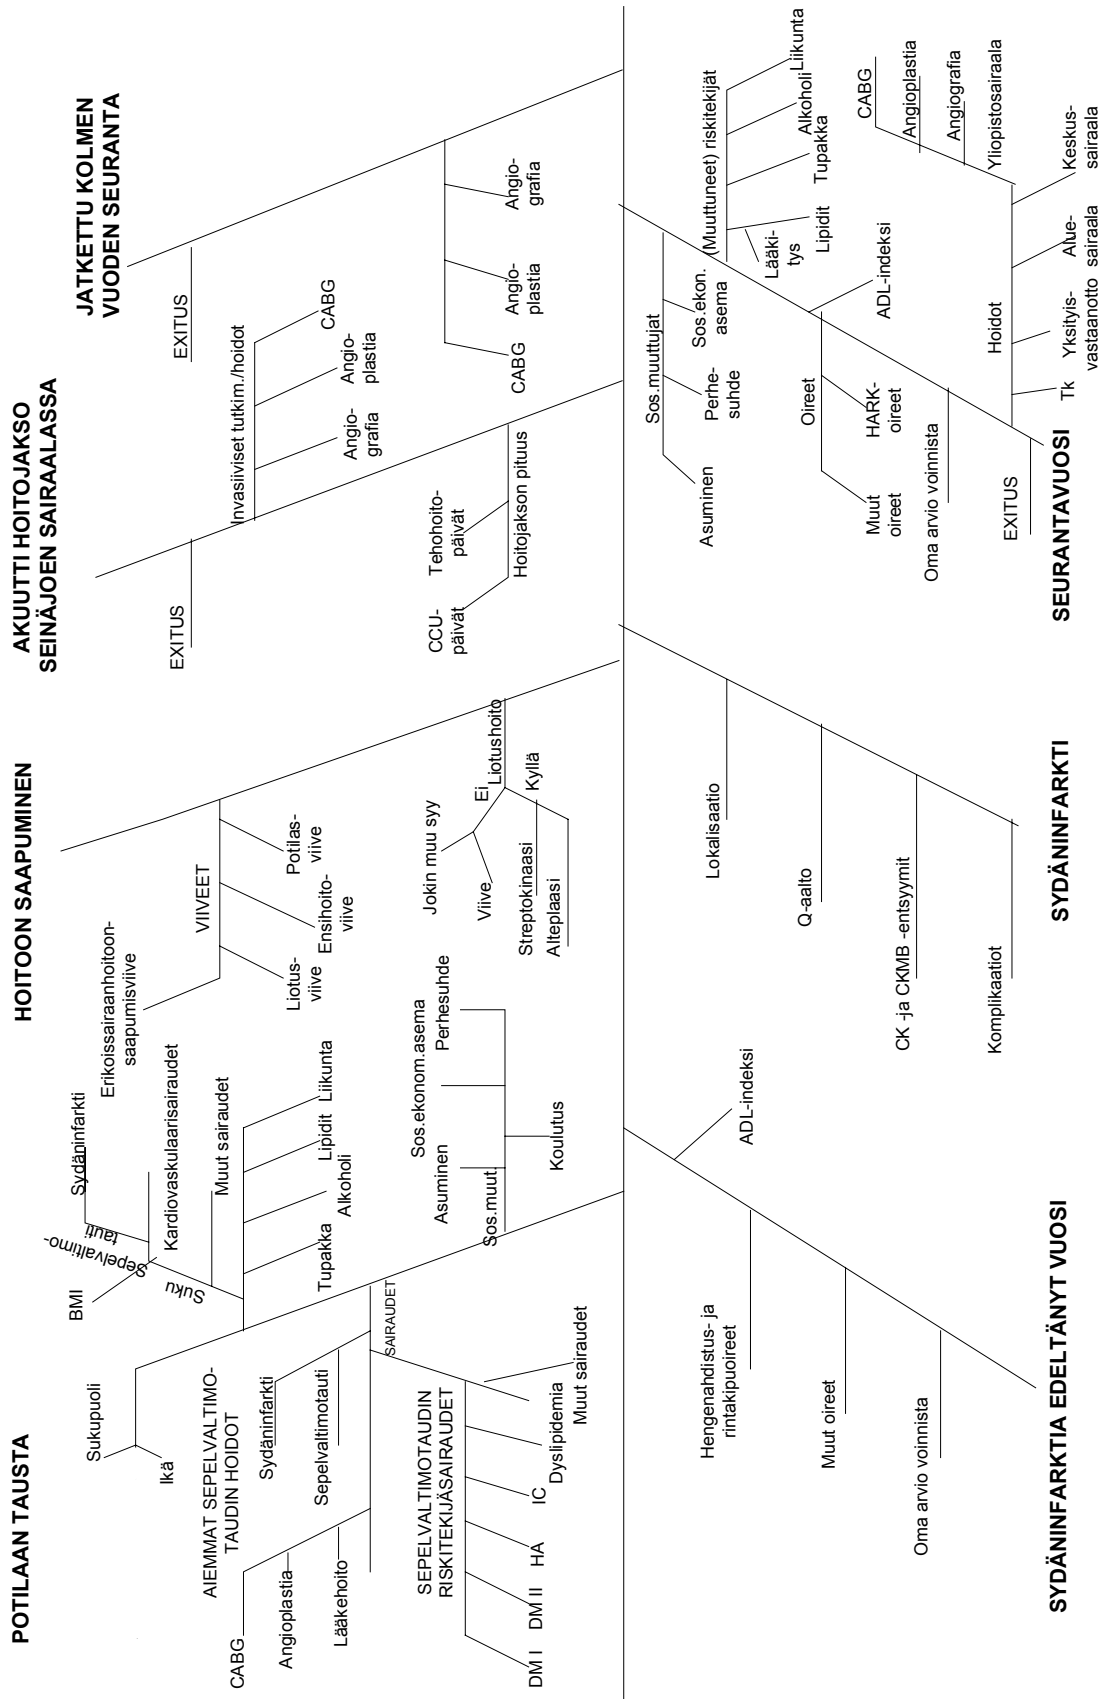 POTILAAN TAUSTA
Sukupuoli
Ikä
BMI
Sepelvaltimo-
tauti
Suku
Sydäninfarkti
Kardiovaskulaarisairaudet
Muut sairaudet
Tupakka
Alkoholi
Lipidit
Liikunta
AIEMMAT SEPELVALTIMO-
TAUDIN HOIDOT
CABG
Angioplastia
Lääkehoito
Sydäninfarkti
Sepelvaltimotauti
SAIRAUDET
SEPELVALTIMOTAUDIN
RISKITEKIJÄSAIRAUDET
DM I
DM II
HA
IC
Dyslipidemia
Muut sairaudet
Sos.muut.
Asuminen
Sos.ekonom.asema
Perhesuhde
Koulutus
HOITOON SAAPUMINEN
Erikoissairaanhoitoon-
saapumisviive
VIIVEET
Liotus-
viive
Ensihoito-
viive
Potilas-
viive
Jokin muu syy
Viive
Ei
Liotushoito
Kyllä
Streptokinaasi
Alteplaasi
AKUUTTI HOITOJAKSO
SEINÄJOEN SAIRAALASSA
EXITUS
Invasiiviset tutkim./hoidot
Angio-
grafia
Angio-
plastia
CABG
CCU-
päivät
Tehohoito-
päivät
Hoitojakson pituus
JATKETTU KOLMEN
VUODEN SEURANTA
EXITUS
CABG
Angio-
plastia
Angio-
grafia
ADL-indeksi
Hengenahdistus- ja
rintakipuoireet
Muut oireet
Oma arvio voinnista
SYDÄNINFARKTIA EDELTÄNYT VUOSI
Lokalisaatio
Q-aalto
CK -ja CKMB -entsyymit
Komplikaatiot
SYDÄNINFARKTI
Sos.muuttujat
Asuminen
Perhe-
suhde
Sos.ekon.
asema
(Muuttuneet) riskitekijät
Lääki-
tys
Lipidit
Tupakka
Alkoholi
Liikunta
Oireet
Muut
oireet
HARK-
oireet
ADL-indeksi
Oma arvio voinnista
EXITUS
Hoidot
Tk
Yksityis-
vastaanotto
Alue-
sairaala
Keskus-
sairaala
Yliopistosairaala
Angiografia
Angioplastia
CABG
SEURANTAVUOSI